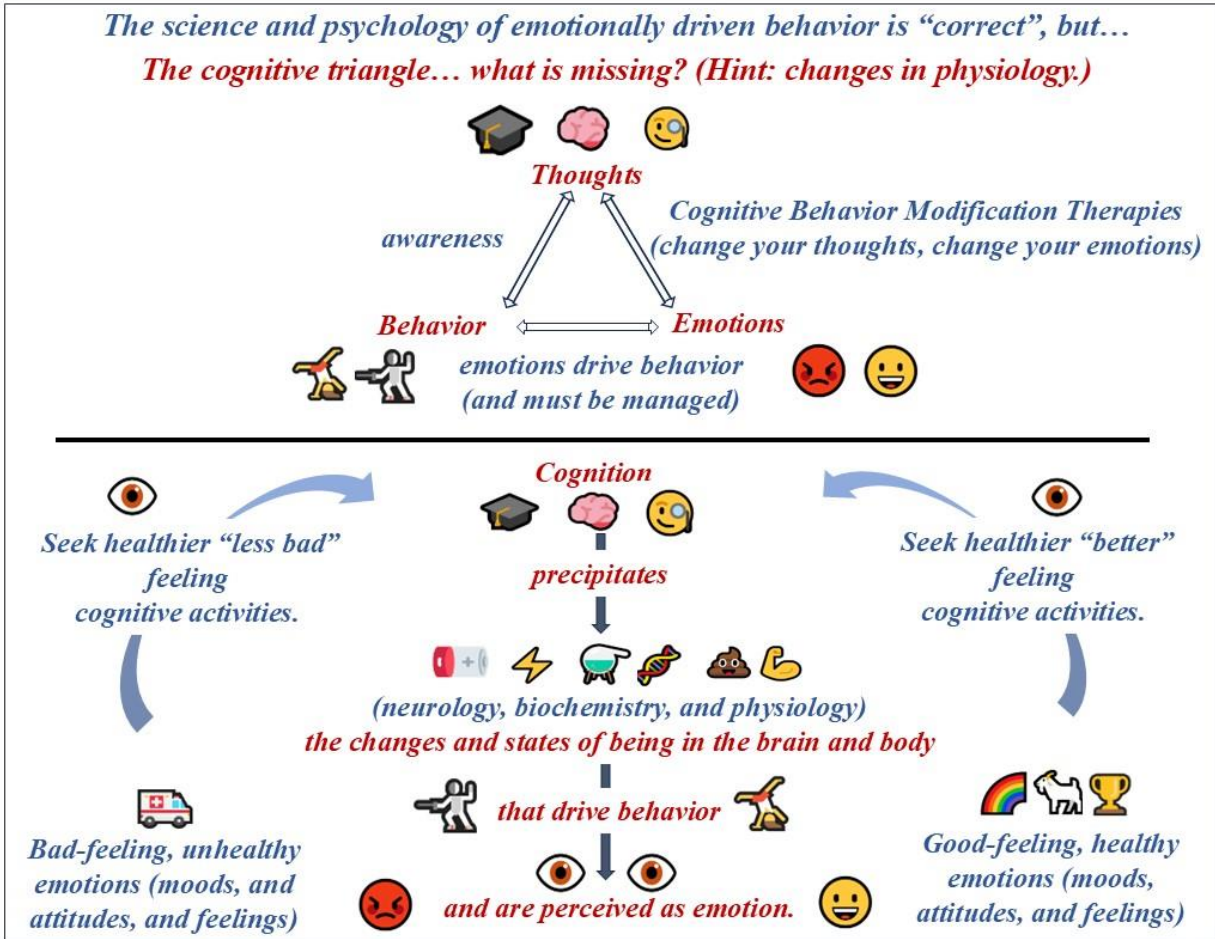 The science and psychology of emotionally driven behavior is “correct”, but…
The cognitive triangle… what is missing? (Hint: changes in physiology.)
Thoughts
awareness
Cognitive Behavior Modification Therapies
(change your thoughts, change your emotions)
Behavior
Emotions
emotions drive behavior
(and must be managed)
Cognition
Seek healthier “less bad”
feeling
cognitive activities.
Seek healthier “better”
feeling
cognitive activities.
precipitates
(neurology, biochemistry, and physiology)
the changes and states of being in the brain and body
that drive behavior
Bad-feeling, unhealthy
emotions (moods, and
attitudes, and feelings)
Good-feeling, healthy
emotions (moods,
attitudes, and feelings)
and are perceived as emotion.